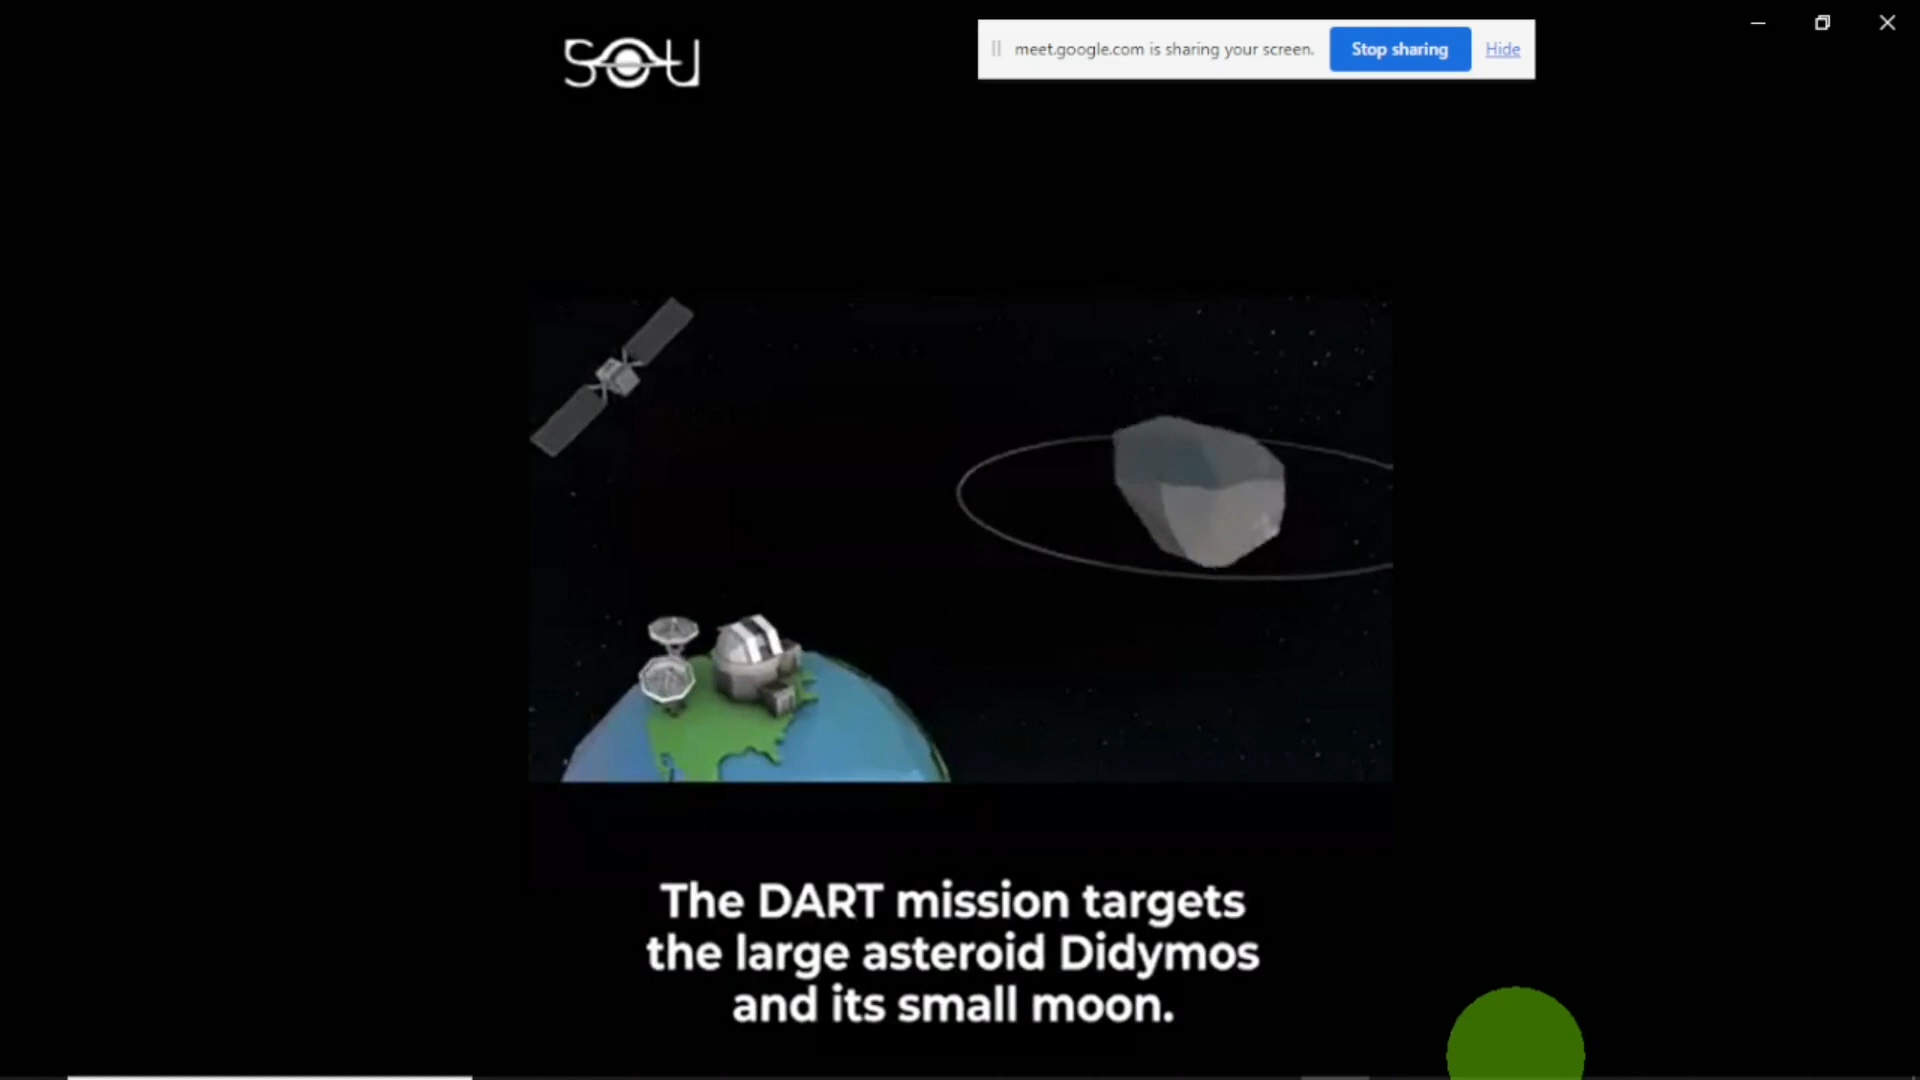 SOU
meet.google.com is sharing your screen. Stop sharing Hide
The DART mission targets
the large asteroid Didymos
and its small moon.